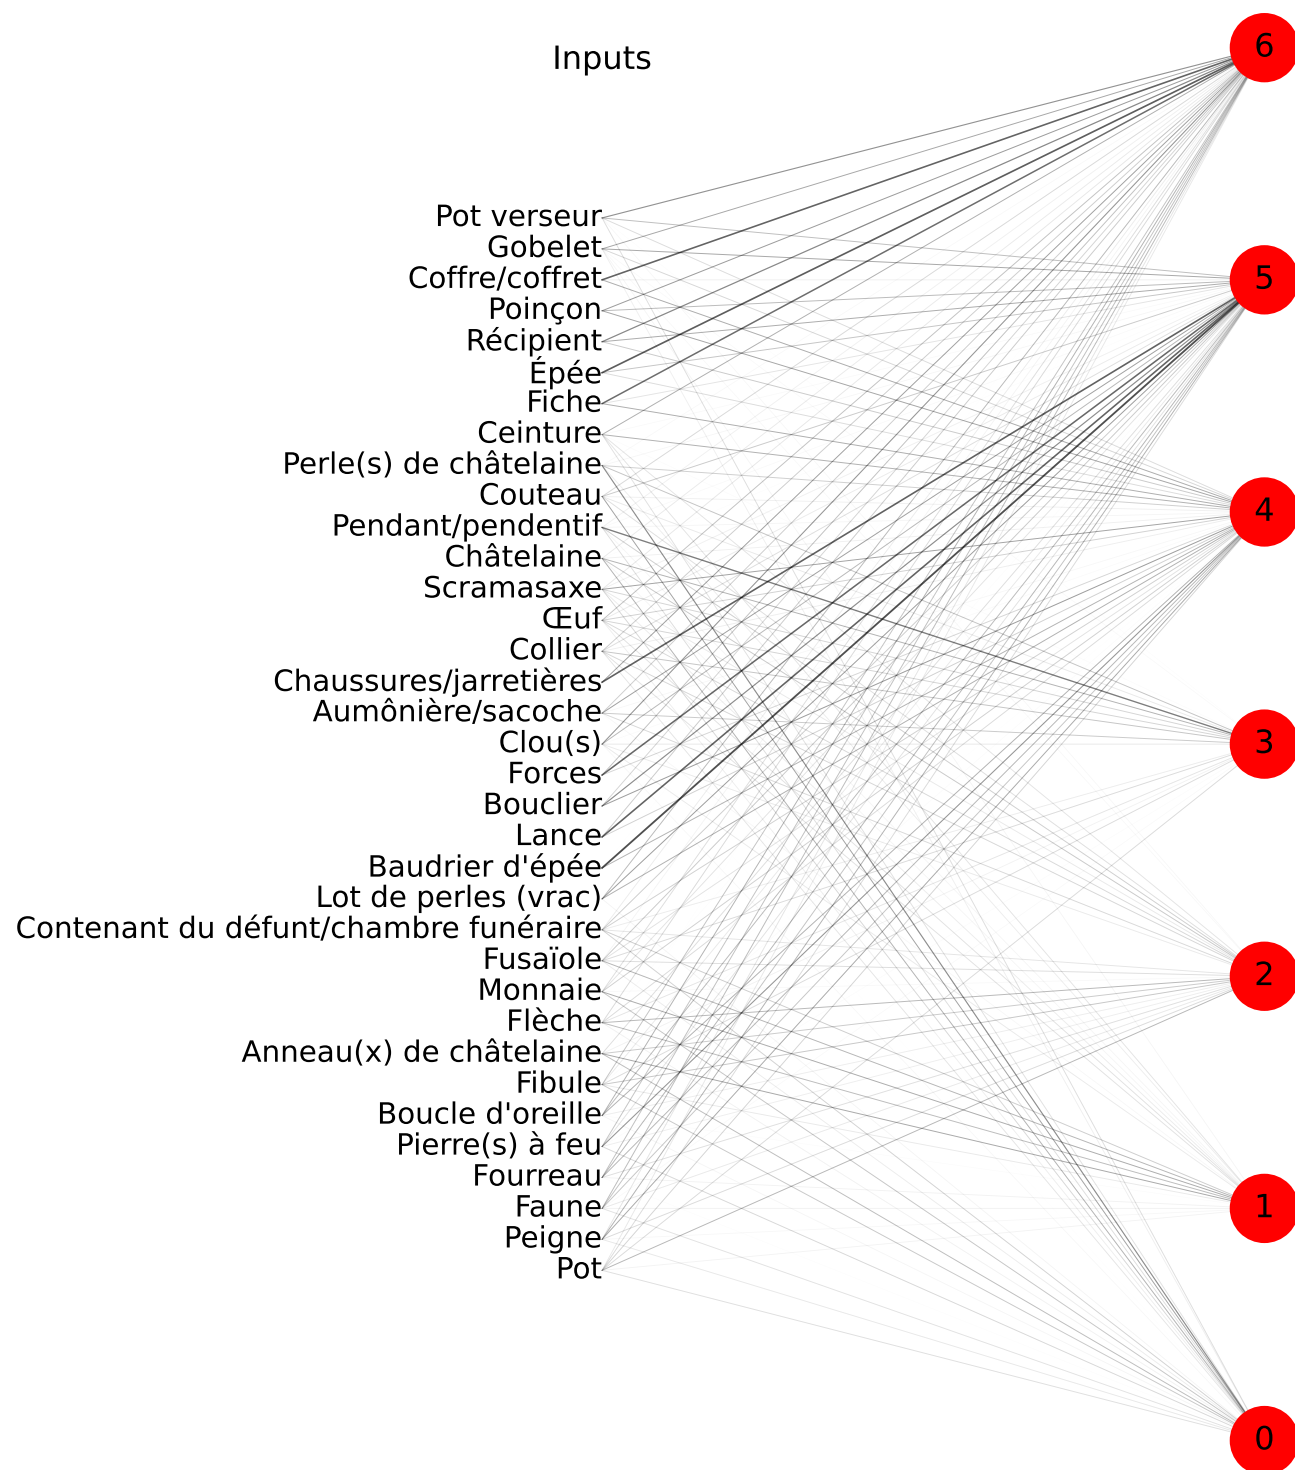 Inputs
6
Pot verseur
Gobelet
Coffre/coffret
5
Poinçon
Récipient
Épée
Fiche
Ceinture
Perle(s) de châtelaine
Couteau
4
Pendant/pendentif
Châtelaine
Scramasaxe
Œuf
Collier
Chaussures/jarretières
Aumônière/sacoche
Clou(s)
3
Forces
Bouclier
Lance
Baudrier d'épée
Lot de perles (vrac)
Contenant du défunt/chambre funéraire
Fusaïole
2
Monnaie
Flèche
Anneau(x) de châtelaine
Fibule
Boucle d'oreille
Pierre(s) à feu
Fourreau
Faune
1
Peigne
Pot
0